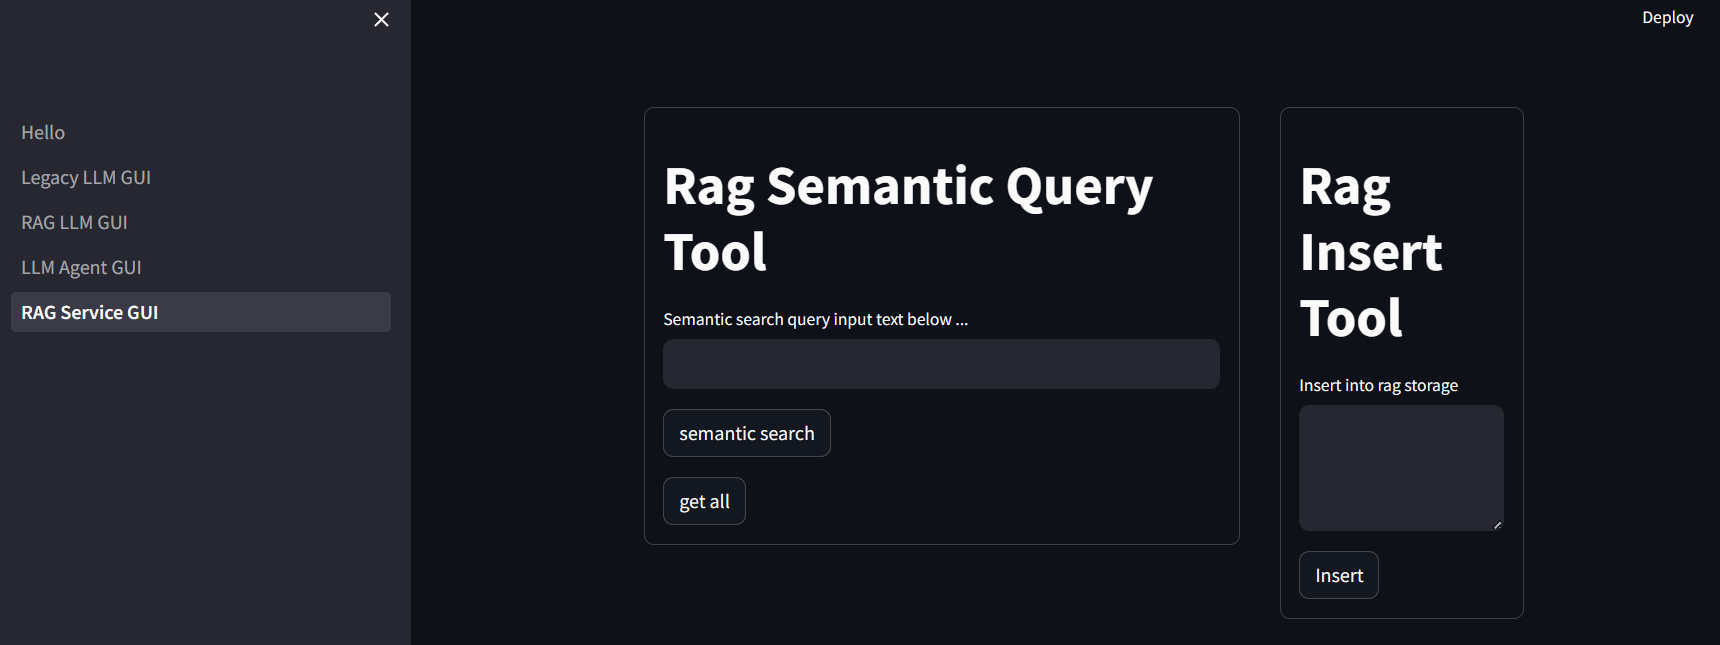 Deploy
Hello
Legacy LLM GUI
RAG LLM GUI
LLM Agent GUI
RAG Service GUI
Rag Semantic Query
Tool
Semantic search query input text below ...
semantic search
get all
Rag
Insert
Tool
Insert into rag storage
Insert